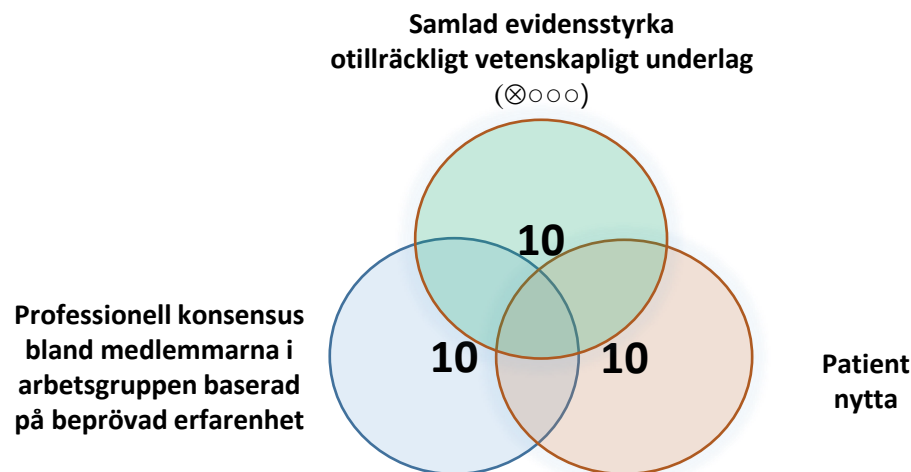 Samlad evidensstyrka
otillräckligt vetenskapligt underlag
(⊗○○○)
10
Professionell konsensus
bland medlemmarna i
arbetsgruppen baserad
på beprövad erfarenhet
10
10
Patient
nytta